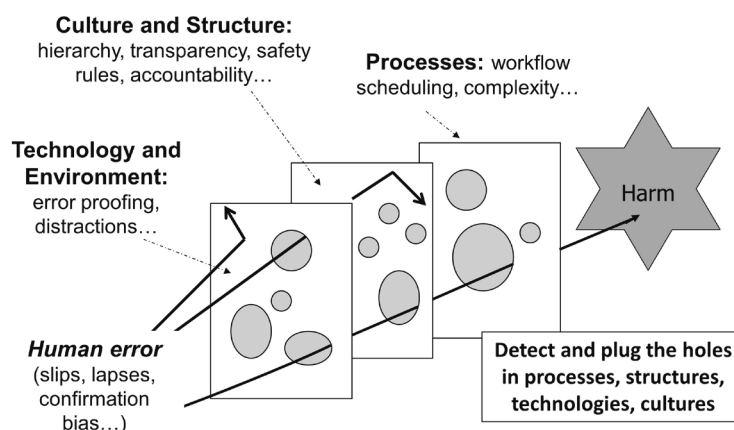 Culture and Structure:
hierarchy, transparency, safety
rules, accountability…
Processes: workflow
scheduling, complexity…
Technology and
Environment:
error proofing,
distractions…
Harm
Human error
(slips, lapses,
confirmation
bias…)
Detect and plug the holes
in processes, structures,
technologies, cultures